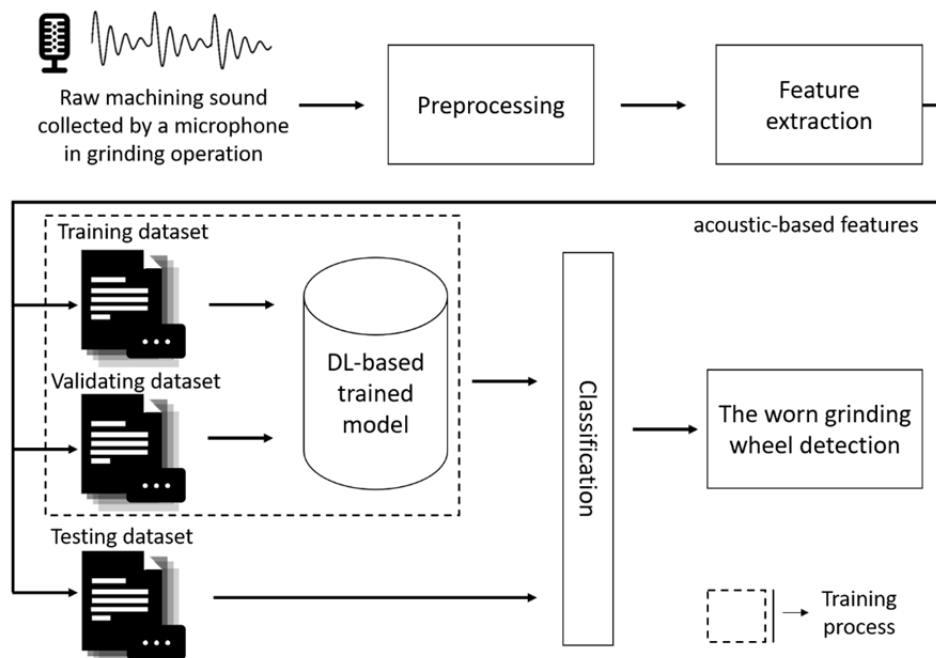 Raw machining sound
collected by a microphone
in grinding operation
Preprocessing
Feature
extraction
acoustic-based features
Training dataset
Validating dataset
DL-based
trained
model
Testing dataset
Classification
The worn grinding
wheel detection
Training
process